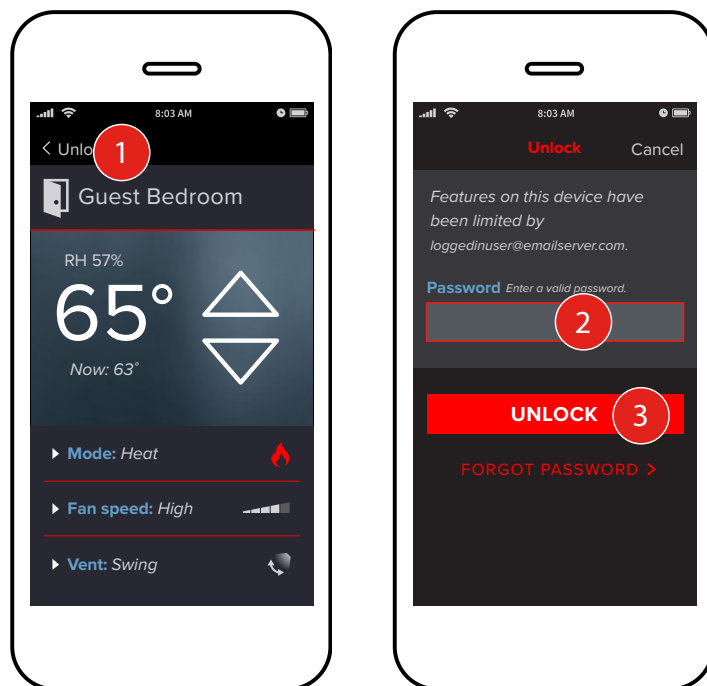 8:03 AM
< Unlo
1
Guest Bedroom
RH 57%
65°
Now: 63°
Mode: Heat
Fan speed: High
Vent: Swing
8:03 AM
Unlock Cancel
Features on this device have
been limited by
loggedinuser@emailserver.com.
Password Enter a valid password.
2
UNLOCK 3
FORGOT PASSWORD >